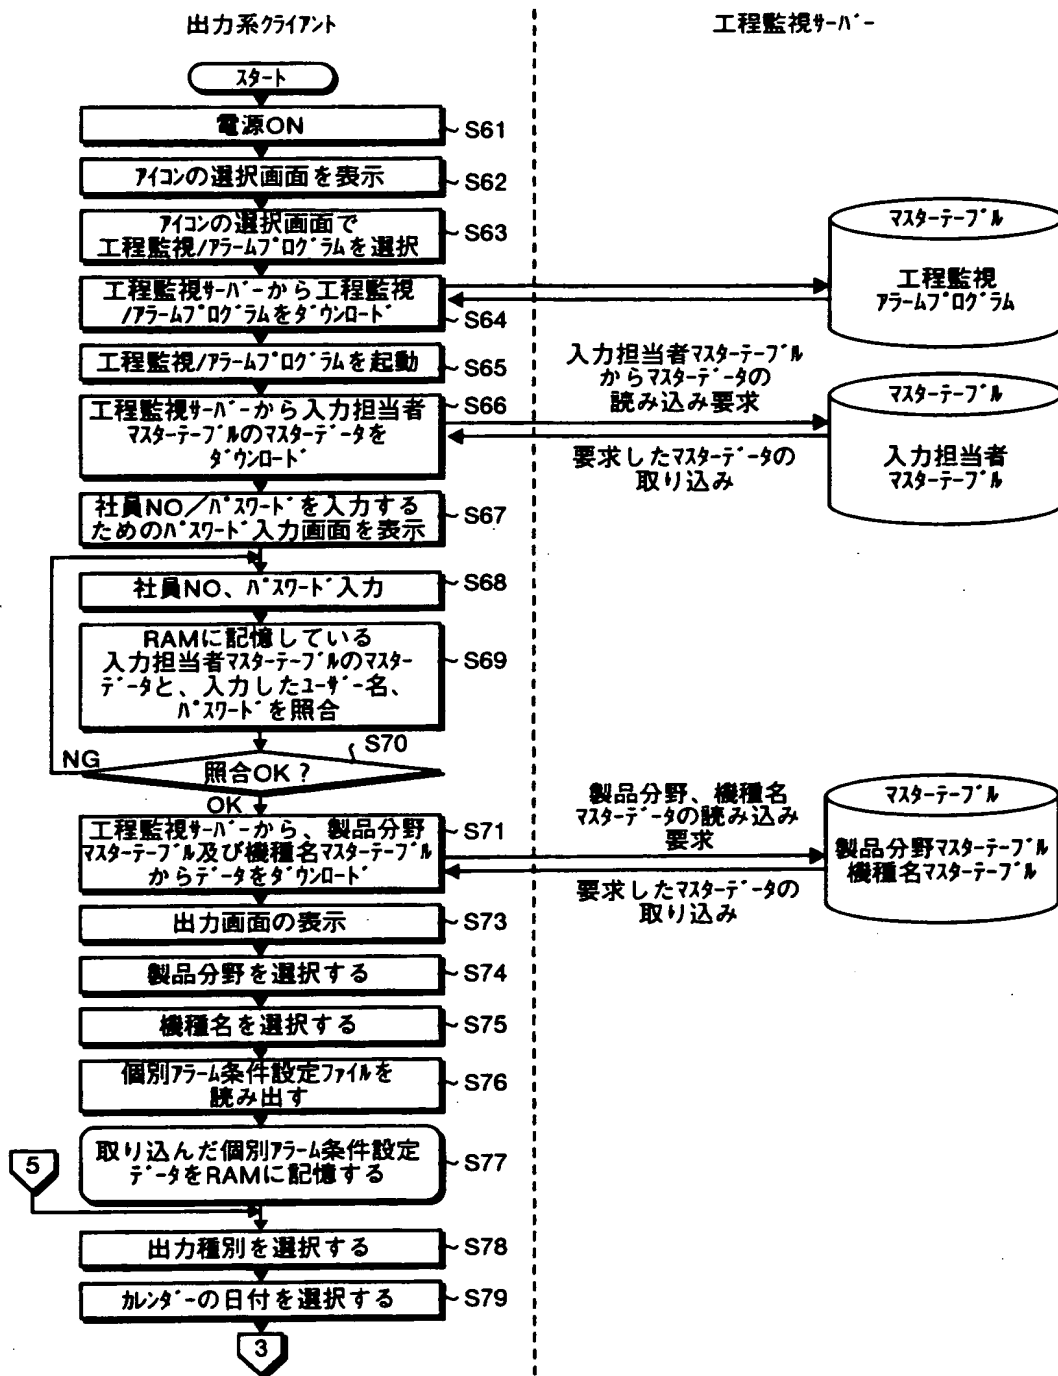 出力系クライアント
工程監視サーバー
スタート
電源ON
S61
アイコンの選択画面を表示
S62
アイコンの選択画面で
工程監視/アラームプログラムを選択
S63
工程監視サーバーから工程監視
/アラームプログラムをダウンロード
S64
マスターテーブル
工程監視
アラームプログラム
工程監視/アラームプログラムを起動
S65
工程監視サーバーから入力担当者
マスターテーブルのマスターデータを
ダウンロード
S66
入力担当者マスターテーブル
からマスターデータの
読み込み要求
要求したマスターデータの
取り込み
マスターテーブル
入力担当者
マスターテーブル
社員NO/パスワードを入力する
ためのパスワード入力画面を表示
S67
社員NO、パスワード入力
S68
RAMに記憶している
入力担当者マスターテーブルのマスター
データと、入力したユーザー名、
パスワードを照合
S69
S70
NG
照合OK?
OK
工程監視サーバーから、製品分野
マスターテーブル及び機種名マスターテーブル
からデータをダウンロード
S71
製品分野、機種名
マスターデータの読み込み
要求
要求したマスターデータの
取り込み
マスターテーブル
製品分野マスターテーブル
機種名マスターテーブル
出力画面の表示
S73
製品分野を選択する
S74
機種名を選択する
S75
個別アラーム条件設定ファイルを
読み出す
S76
取り込んだ個別アラーム条件設定
データをRAMに記憶する
S77
5
出力種別を選択する
S78
カレンダーの日付を選択する
S79
3